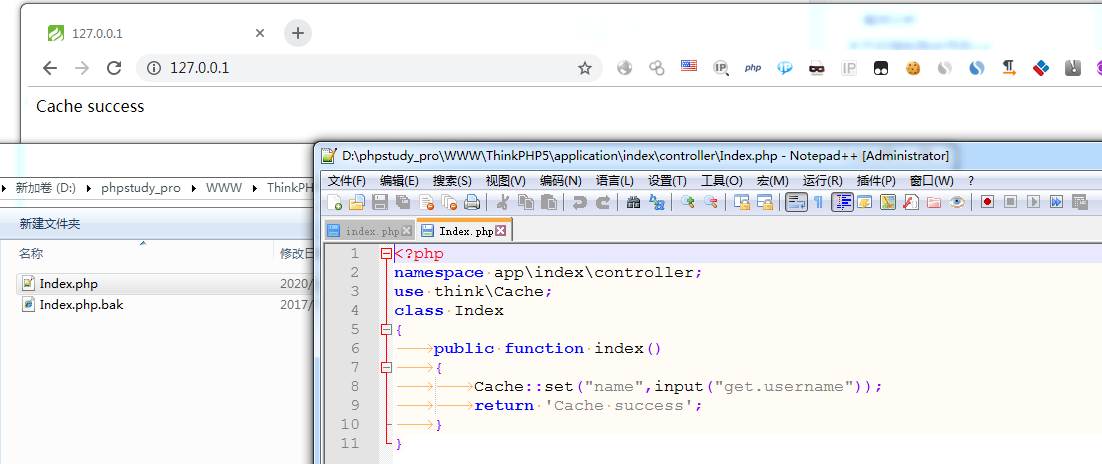 127.0.0.1
127.0.0.1
IP
php
IP
Cache success
D:\phpstudy_pro\WWW\ThinkPHP5\application\index\controller\Index.php - Notepad++ [Administrator]
新加卷 (D:) phpstudy_pro WWW ThinkPH
文件(F) 编辑(E) 搜索(S) 视图(V) 编码(N) 语言(L) 设置(T) 工具(O) 宏(M) 运行(R) 插件(P) 窗口(W) ?
新建文件夹
名称 修改日
Index.php 2020/
Index.php.bak 2017/
index.php Index.php
1 <?php
2 namespace app\index\controller;
3 use think\Cache;
4 class Index
5 {
6 public function index()
7 {
8 Cache::set("name",input("get.username"));
9 return 'Cache success';
10 }
11 }